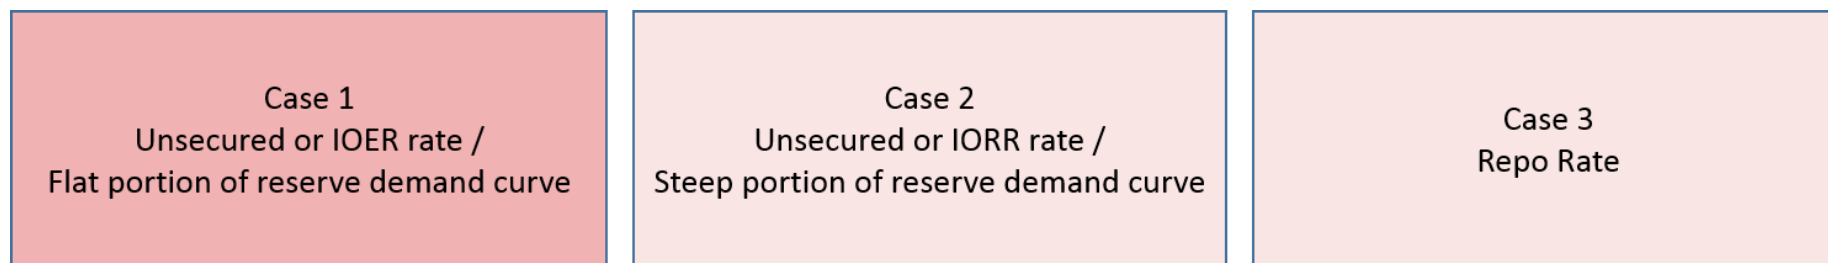 Case 1
Unsecured or IOER rate /
Flat portion of reserve demand curve
Case 2
Unsecured or IORR rate /
Steep portion of reserve demand curve
Case 3
Repo Rate